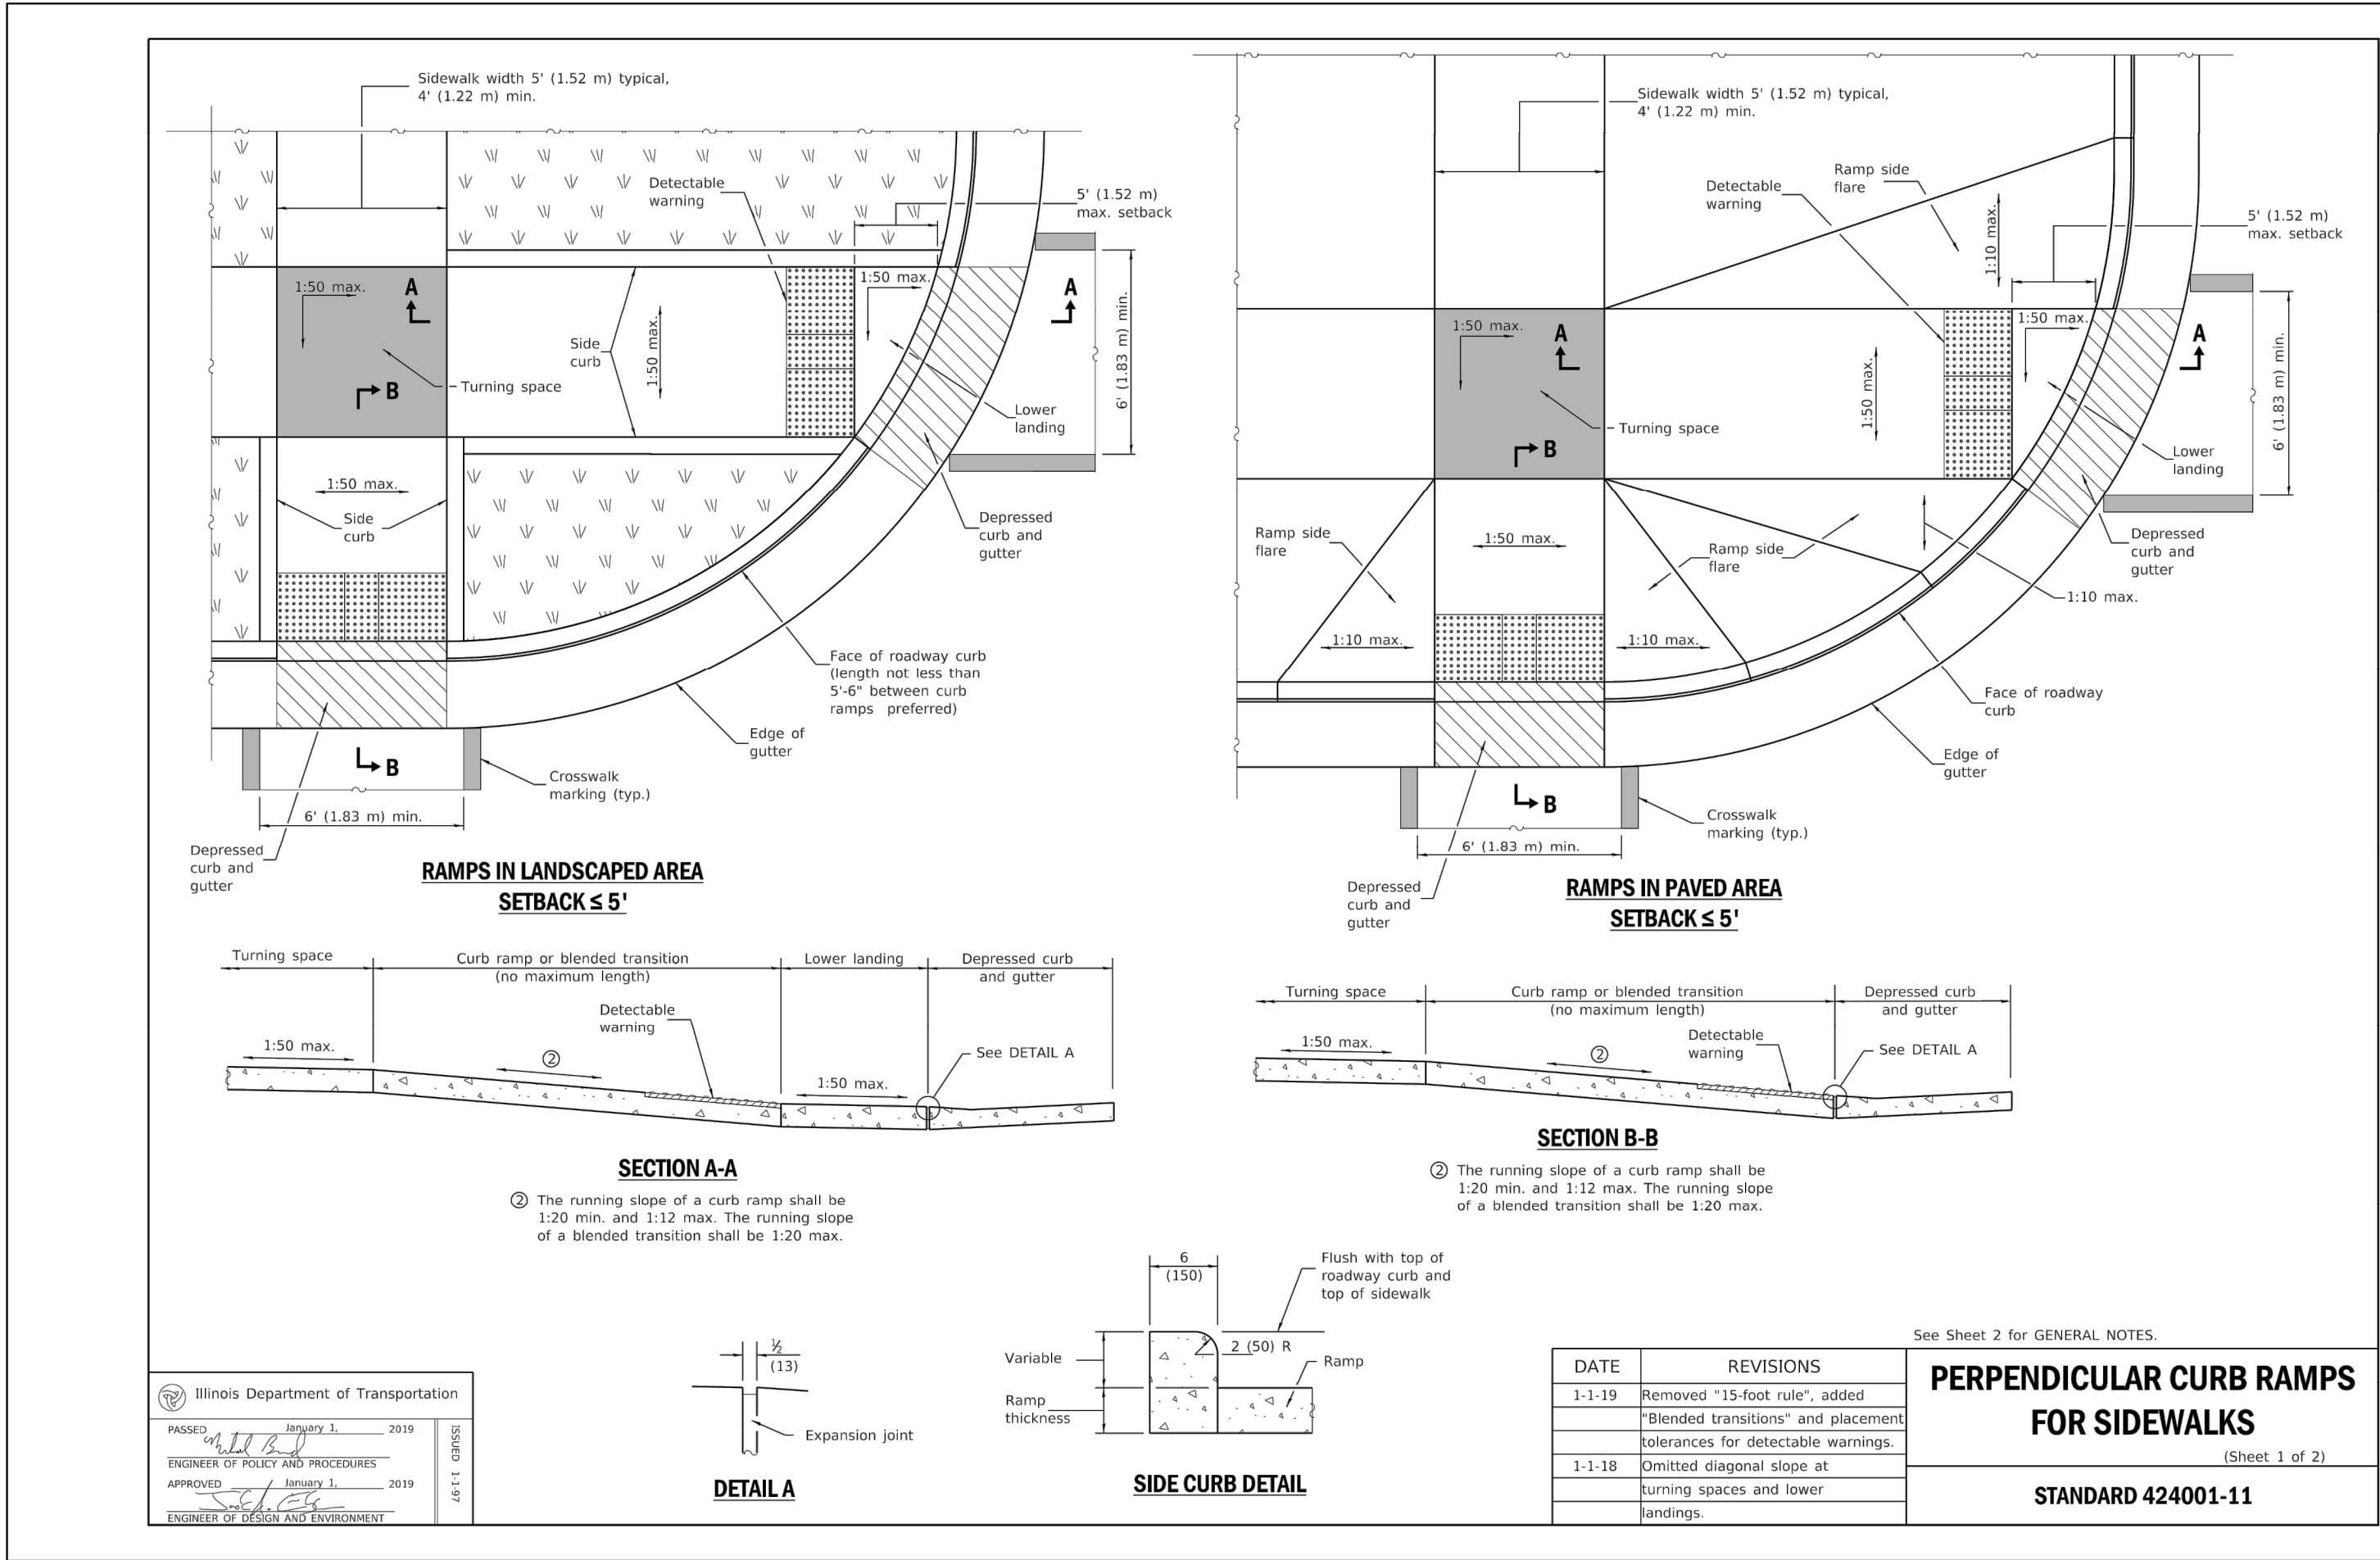 Sidewalk width 5' (1.52 m) typical,
4' (1.22 m) min.
Detectable
warning
5' (1.52 m)
max. setback
1:50 max.
A
1:50 max.
A
Side
curb
1:50 max.
6' (1.83 m) min.
B
Turning space
Lower
landing
1:50 max.
Side
curb
Depressed
curb and
gutter
Face of roadway curb
(length not less than
5'-6" between curb
ramps preferred)
Edge of
gutter
B
Crosswalk
marking (typ.)
6' (1.83 m) min.
Depressed
curb and
gutter
RAMPS IN LANDSCAPED AREA
SETBACK ≤ 5'
Sidewalk width 5' (1.52 m) typical,
4' (1.22 m) min.
Ramp side
flare
Detectable
warning
1:10 max.
5' (1.52 m)
max. setback
1:50 max.
A
1:50 max.
A
1:50 max.
6' (1.83 m) min.
Turning space
B
Lower
landing
Ramp side
flare
1:50 max.
Ramp side
flare
Depressed
curb and
gutter
1:10 max.
1:10 max.
1:10 max.
Face of roadway
curb
Edge of
gutter
B
Crosswalk
marking (typ.)
6' (1.83 m) min.
Depressed
curb and
gutter
RAMPS IN PAVED AREA
SETBACK ≤ 5'
Turning space
Curb ramp or blended transition
(no maximum length)
Lower landing
Depressed curb
and gutter
Detectable
warning
1:50 max.
②
See DETAIL A
1:50 max.
SECTION A-A
② The running slope of a curb ramp shall be
1:20 min. and 1:12 max. The running slope
of a blended transition shall be 1:20 max.
Turning space
Curb ramp or blended transition
(no maximum length)
Depressed curb
and gutter
Detectable
warning
1:50 max.
②
See DETAIL A
SECTION B-B
② The running slope of a curb ramp shall be
1:20 min. and 1:12 max. The running slope
of a blended transition shall be 1:20 max.
½
(13)
Expansion joint
DETAIL A
6
(150)
Flush with top of
roadway curb and
top of sidewalk
2 (50) R
Variable
Ramp
Ramp
thickness
SIDE CURB DETAIL
Illinois Department of Transportation
PASSED January 1, 2019
ENGINEER OF POLICY AND PROCEDURES
APPROVED January 1, 2019
ENGINEER OF DESIGN AND ENVIRONMENT
ISSUED 1-1-97
See Sheet 2 for GENERAL NOTES.
DATE REVISIONS
1-1-19 Removed "15-foot rule", added
"Blended transitions" and placement
tolerances for detectable warnings.
1-1-18 Omitted diagonal slope at
turning spaces and lower
landings.
PERPENDICULAR CURB RAMPS
FOR SIDEWALKS
(Sheet 1 of 2)
STANDARD 424001-11